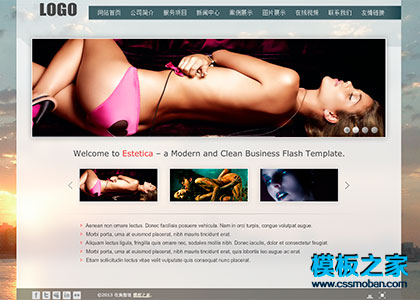 LOGO
网站首页 公司简介 服务项目 新闻中心 案例展示 图片展示 在线视频 联系我们 友情链接
Welcome to Estetica – a Modern and Clean Business Flash Template.
Aenean non ornare lectus. Donec facilisis posuere vehicula. Nam in orci turpis, congue volutpat augue.
Morbi porta, urna at euismod placerat, nibh mauris tincidunt erat.
Aliquam lectus ligula, fringilla quis ornare nec, sodales mollis nibh. Donec iaculis, dolor et consectetur feugiat
Morbi porta, urna at euismod placerat, nibh mauris tincidunt erat, quis lobortis leo augue ac erat.
Etiam sollicitudin lectus vitae velit vulputate quis consequat nunc placerat.
模板之家
www.cssmoban.com
©2013